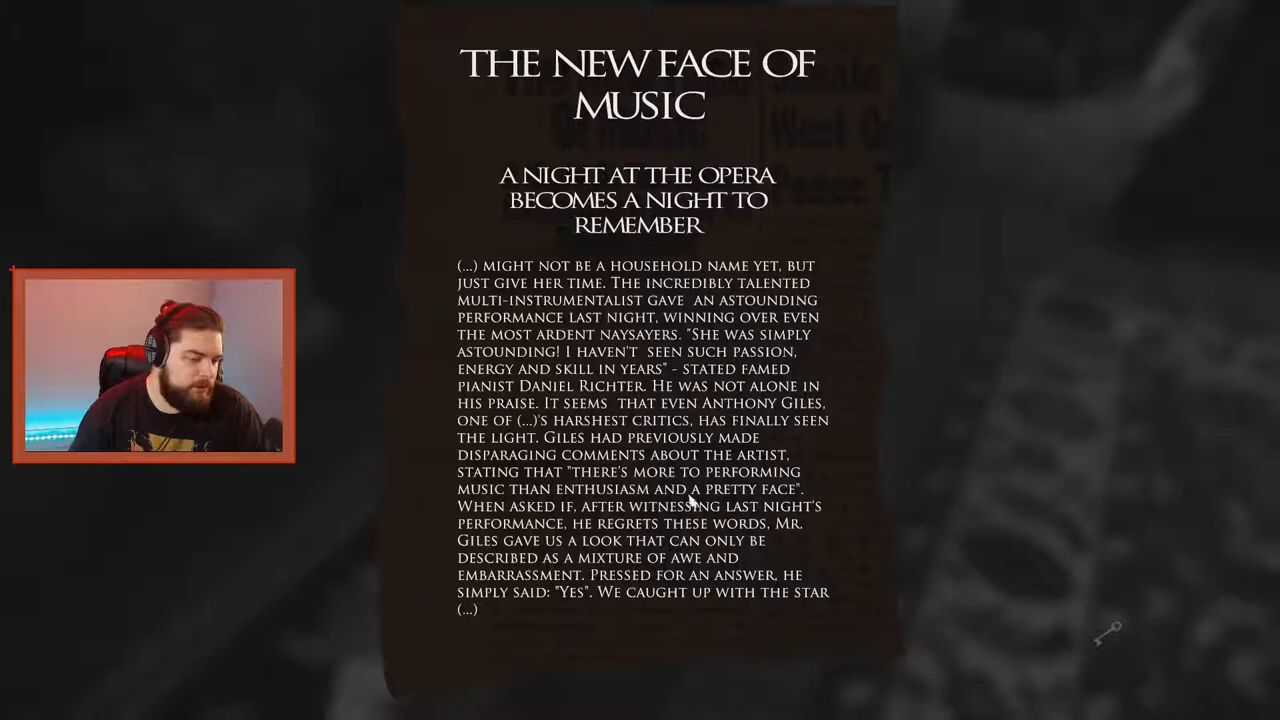 THE NEW FACE OF
MUSIC
A NIGHT AT THE OPERA
BECOMES A NIGHT TO
REMEMBER
(...) MIGHT NOT BE A HOUSEHOLD NAME YET, BUT
JUST GIVE HER TIME. THE INCREDIBLY TALENTED
MULTI-INSTRUMENTALIST GAVE AN ASTOUNDING
PERFORMANCE LAST NIGHT, WINNING OVER EVEN
THE MOST ARDENT NAYSAYERS. "SHE WAS SIMPLY
ASTOUNDING! I HAVEN'T SEEN SUCH PASSION,
ENERGY AND SKILL IN YEARS" - STATED FAMED
PIANIST DANIEL RICHTER. HE WAS NOT ALONE IN
HIS PRAISE. IT SEEMS THAT EVEN ANTHONY GILES,
ONE OF (...)'S HARSHEST CRITICS, HAS FINALLY SEEN
THE LIGHT. GILES HAD PREVIOUSLY MADE
DISPARAGING COMMENTS ABOUT THE ARTIST,
STATING THAT "THERE'S MORE TO PERFORMING
MUSIC THAN ENTHUSIASM AND A PRETTY FACE".
WHEN ASKED IF, AFTER WITNESSING LAST NIGHT'S
PERFORMANCE, HE REGRETS THESE WORDS, MR.
GILES GAVE US A LOOK THAT CAN ONLY BE
DESCRIBED AS A MIXTURE OF AWE AND
EMBARRASSMENT. PRESSED FOR AN ANSWER, HE
SIMPLY SAID: "YES". WE CAUGHT UP WITH THE STAR
(...)